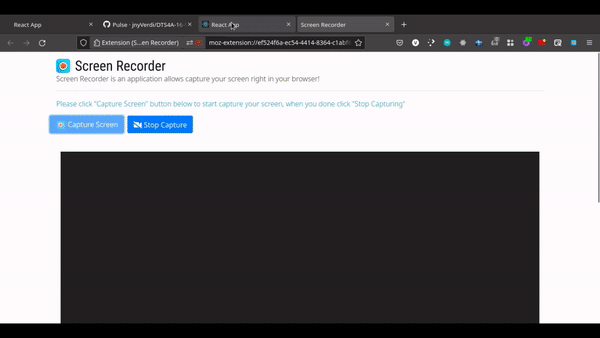 React App
Pulse · jnyVerdi/DTS4A-16
React App
Screen Recorder
Extension (S...en Recorder)
moz-extension://ef524f6a-ec54-4414-8364-c1abf
Screen Recorder
Screen Recorder is an application allows capture your screen right in your browser!
Please click "Capture Screen" button below to start capture your screen, when you done click "Stop Capturing"
Capture Screen
Stop Capture